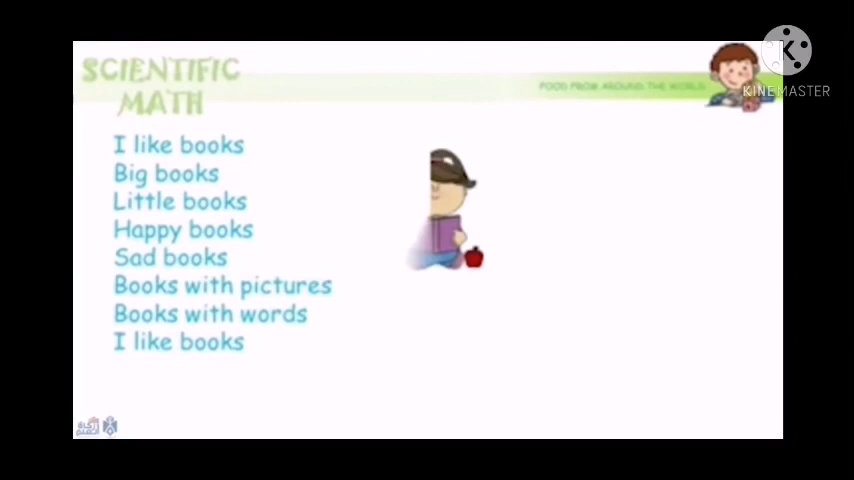 SCIENTIFIC
MATH
FOOD FROM AROUND THE WORLD
KINEMASTER
I like books
Big books
Little books
Happy books
Sad books
Books with pictures
Books with words
I like books